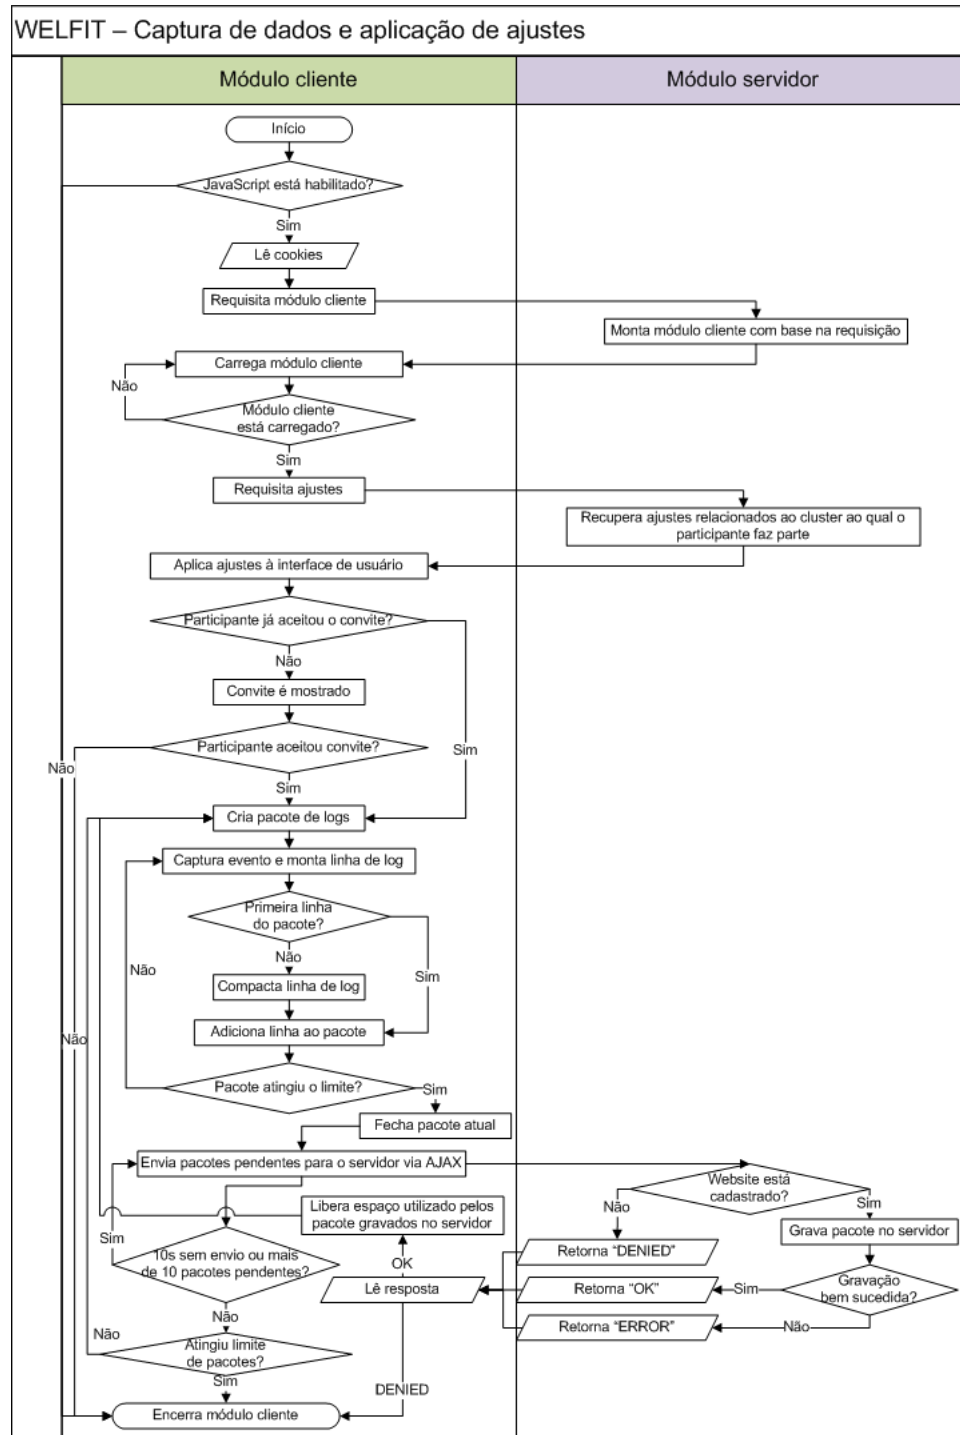 WELFIT – Captura de dados e aplicação de ajustes
Módulo cliente
Módulo servidor
Início
JavaScript está habilitado?
Sim
Lê cookies
Requisita módulo cliente
Monta módulo cliente com base na requisição
Carrega módulo cliente
Não
Módulo cliente
está carregado?
Sim
Requisita ajustes
Recupera ajustes relacionados ao cluster ao qual o
participante faz parte
Aplica ajustes à interface de usuário
Participante já aceitou o convite?
Não
Convite é mostrado
Participante aceitou convite?
Sim
Não
Sim
Cria pacote de logs
Captura evento e monta linha de log
Primeira linha
do pacote?
Não
Não
Sim
Compacta linha de log
Adiciona linha ao pacote
Não
Pacote atingiu o limite?
Sim
Fecha pacote atual
Envia pacotes pendentes para o servidor via AJAX
Website está
cadastrado?
Não
Sim
Libera espaço utilizado pelos
pacote gravados no servidor
Grava pacote no servidor
Sim
10s sem envio ou mais
de 10 pacotes pendentes?
OK
Retorna “DENIED”
Lê resposta
Retorna “OK”
Sim
Gravação
bem sucedida?
Não
Retorna “ERROR”
Não
Não
Atingiu limite
de pacotes?
Sim
DENIED
Encerra módulo cliente